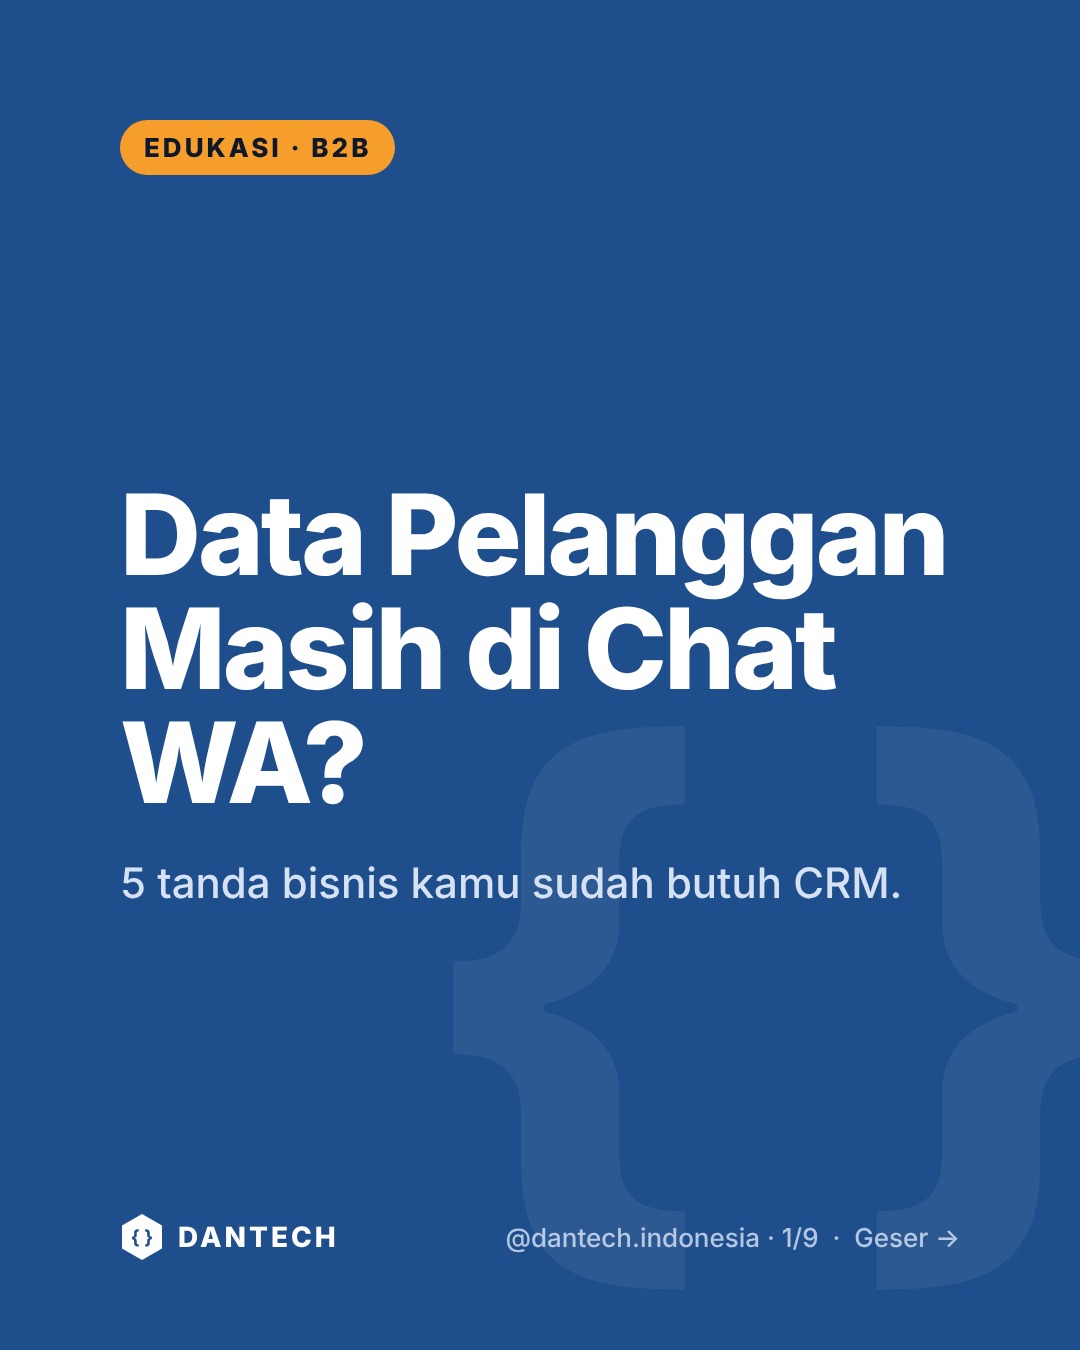 EDUKASI · B2B
Data Pelanggan
Masih di Chat
WA?
5 tanda bisnis kamu sudah butuh CRM.
{ } DANTECH
@dantech.indonesia · 1/9 · Geser →